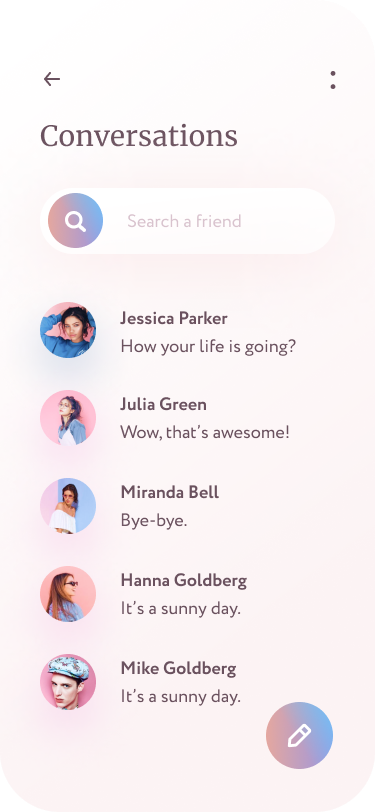 Conversations
Search a friend
Jessica Parker
How your life is going?
Julia Green
Wow, that's awesome!
Miranda Bell
Bye-bye.
Hanna Goldberg
It's a sunny day.
Mike Goldberg
It's a sunny day.